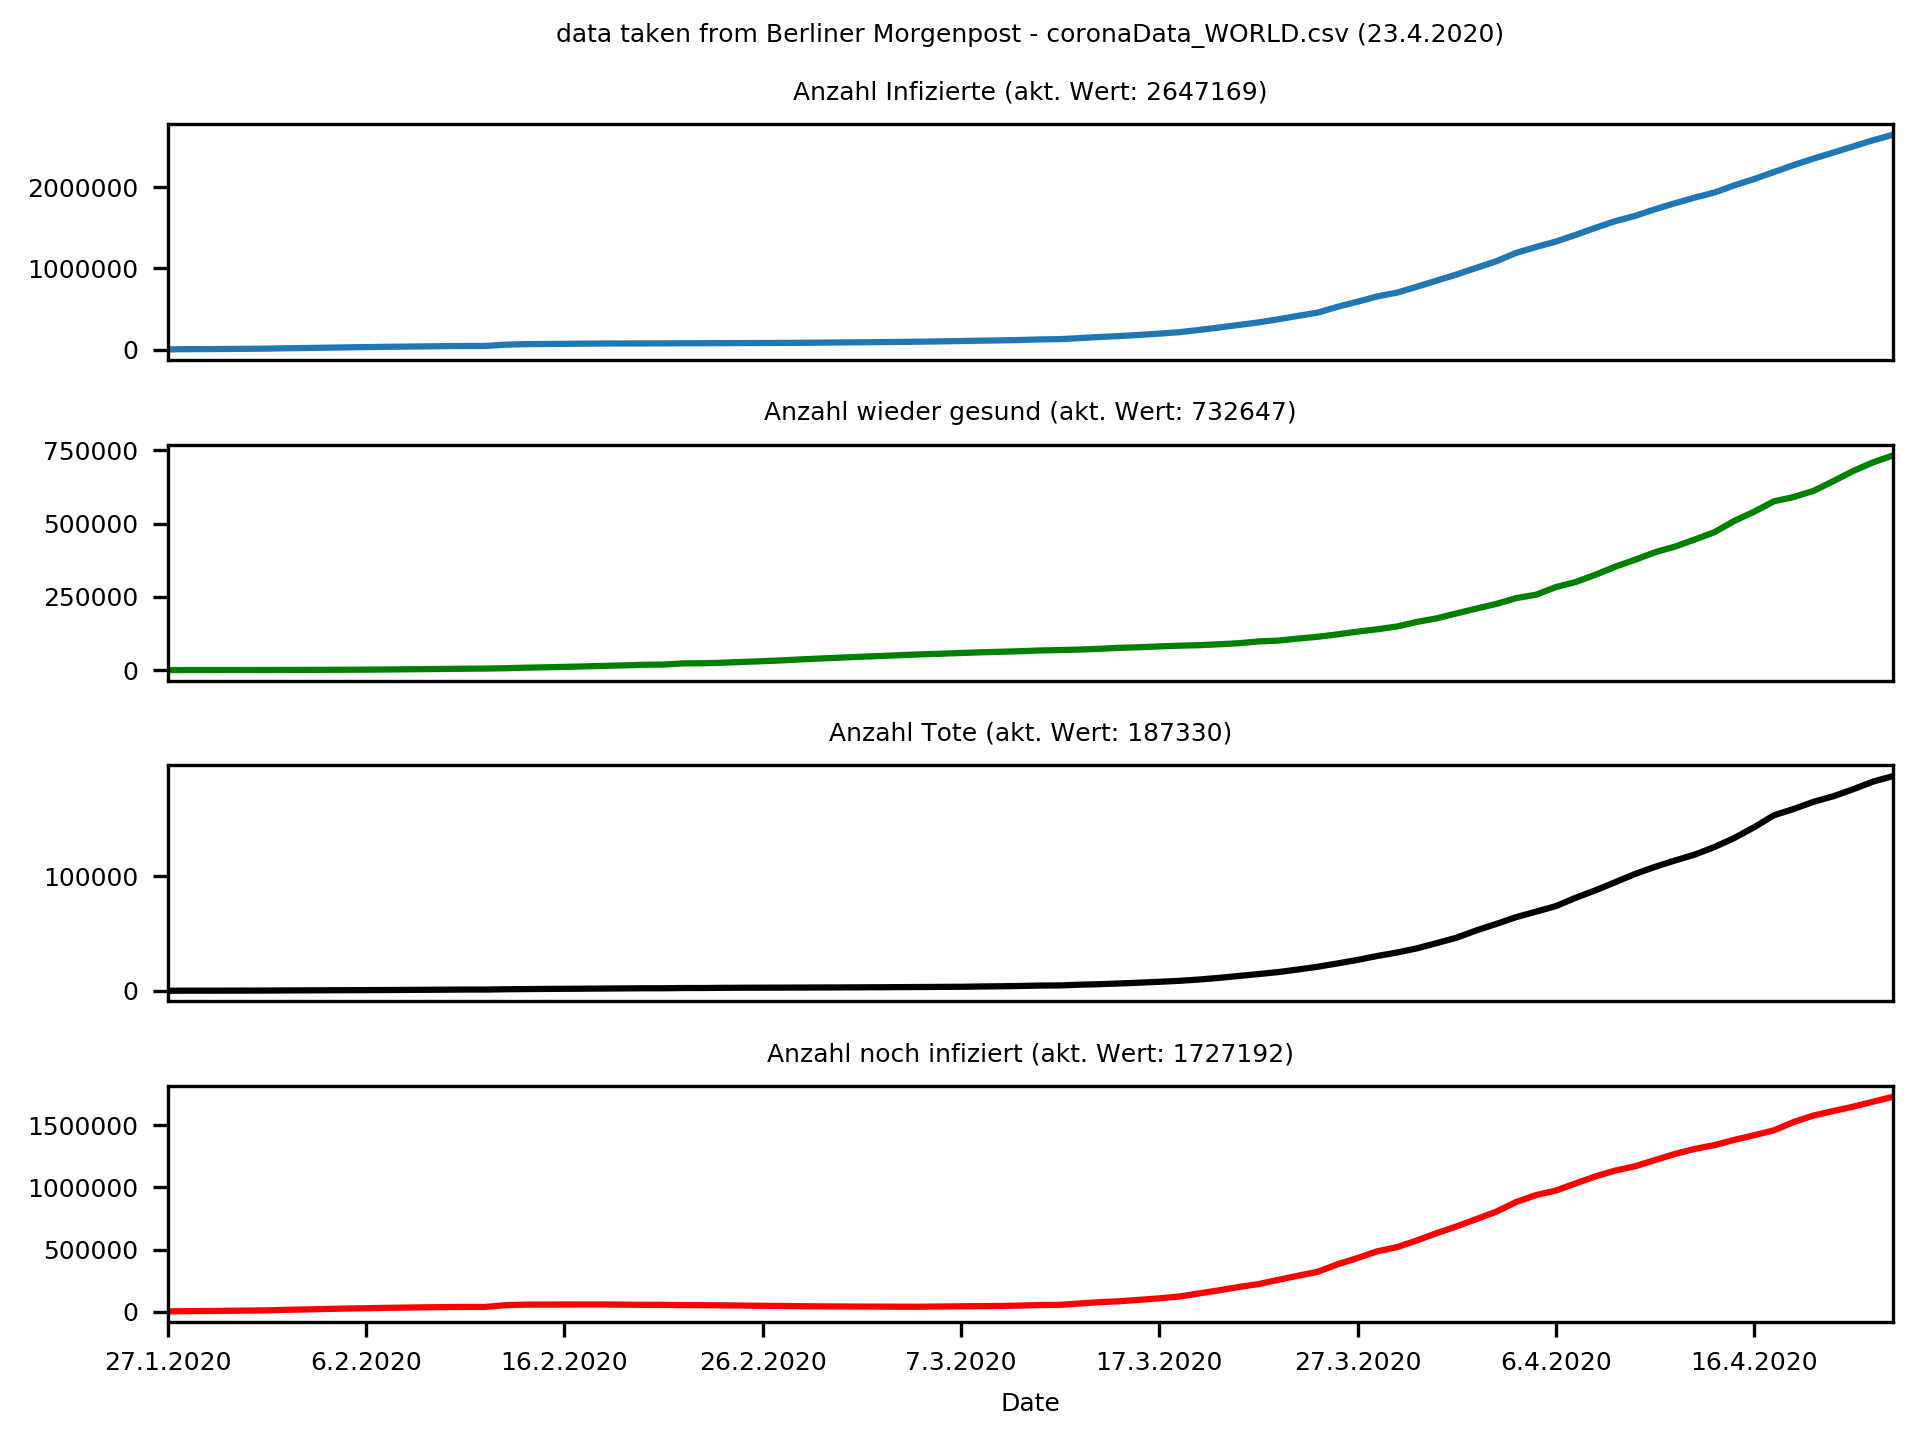 data taken from Berliner Morgenpost - coronaData_WORLD.csv (23.4.2020)
Anzahl Infizierte (akt. Wert: 2647169)
2000000
1000000
0
Anzahl wieder gesund (akt. Wert: 732647)
750000
500000
250000
0
Anzahl Tote (akt. Wert: 187330)
100000
0
Anzahl noch infiziert (akt. Wert: 1727192)
1500000
1000000
500000
0
27.1.2020 6.2.2020 16.2.2020 26.2.2020 7.3.2020 17.3.2020 27.3.2020 6.4.2020 16.4.2020
Date